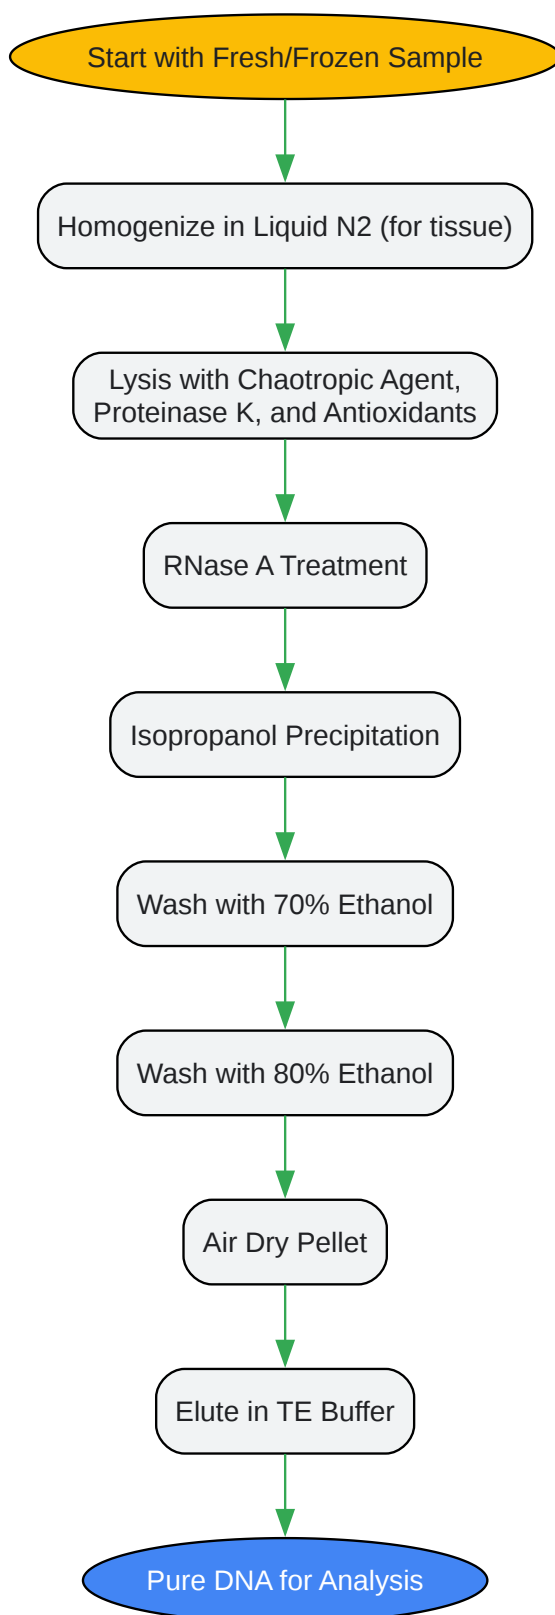 Start with Fresh/Frozen Sample
Homogenize in Liquid N2 (for tissue)
Lysis with Chaotropic Agent,
Proteinase K, and Antioxidants
RNase A Treatment
Isopropanol Precipitation
Wash with 70% Ethanol
Wash with 80% Ethanol
Air Dry Pellet
Elute in TE Buffer
Pure DNA for Analysis